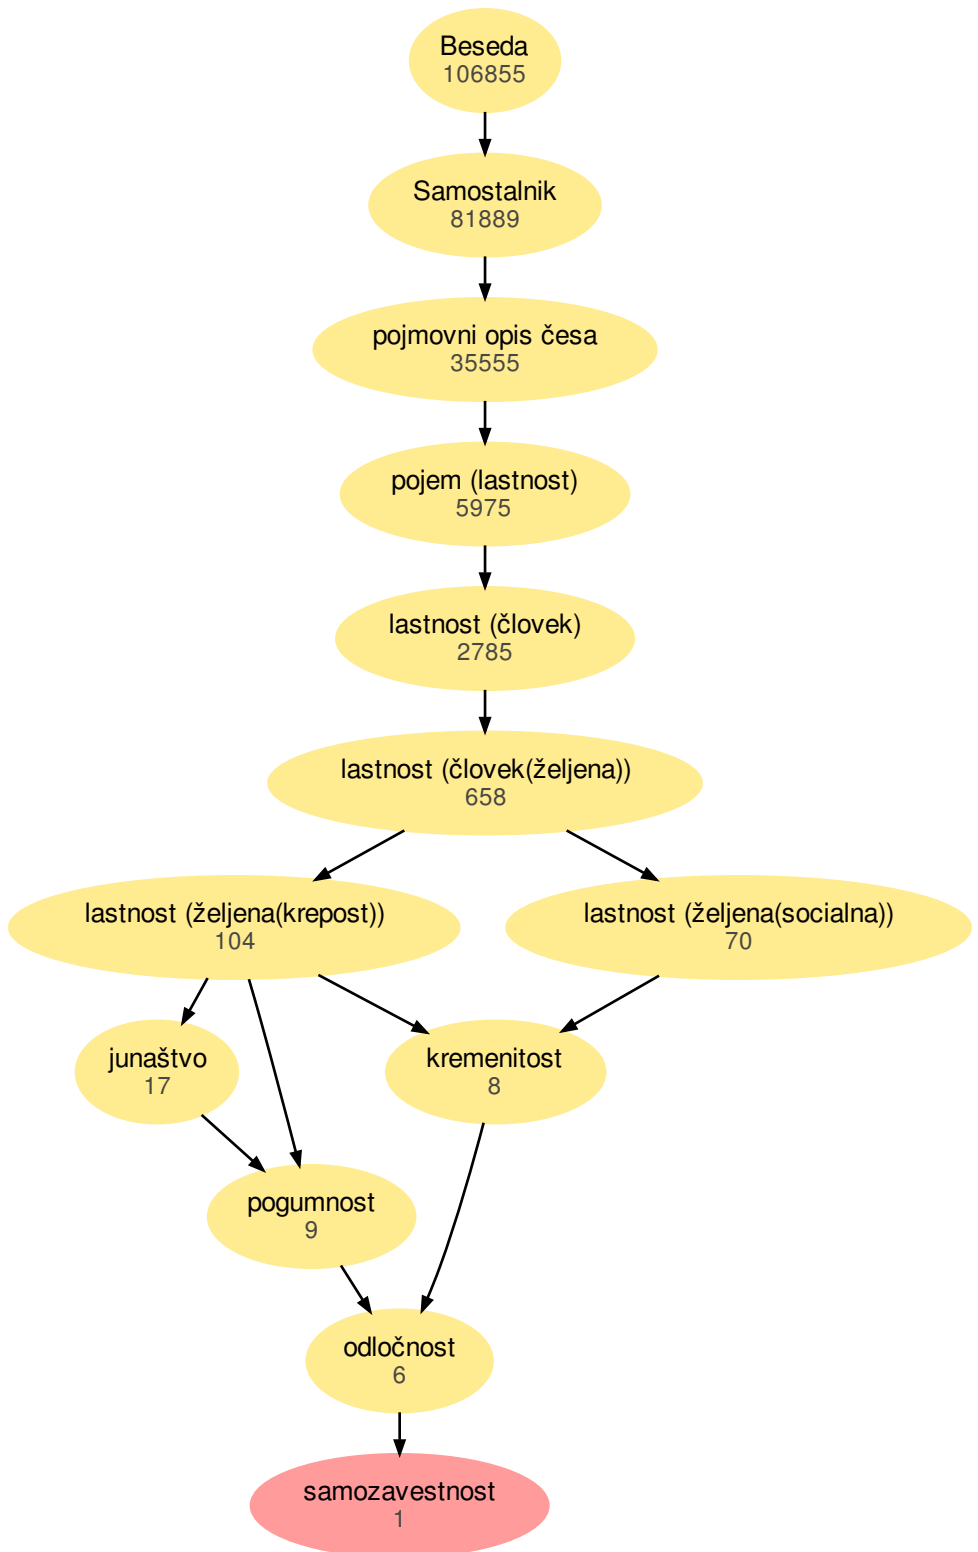 Beseda
106855
Samostalnik
81889
pojmovni opis česa
35555
pojem (lastnost)
5975
lastnost (človek)
2785
lastnost (človek(željena))
658
lastnost (željena(krepost))
104
lastnost (željena(socialna))
70
junaštvo
17
kremenitost
8
pogumnost
9
odločnost
6
samozavestnost
1